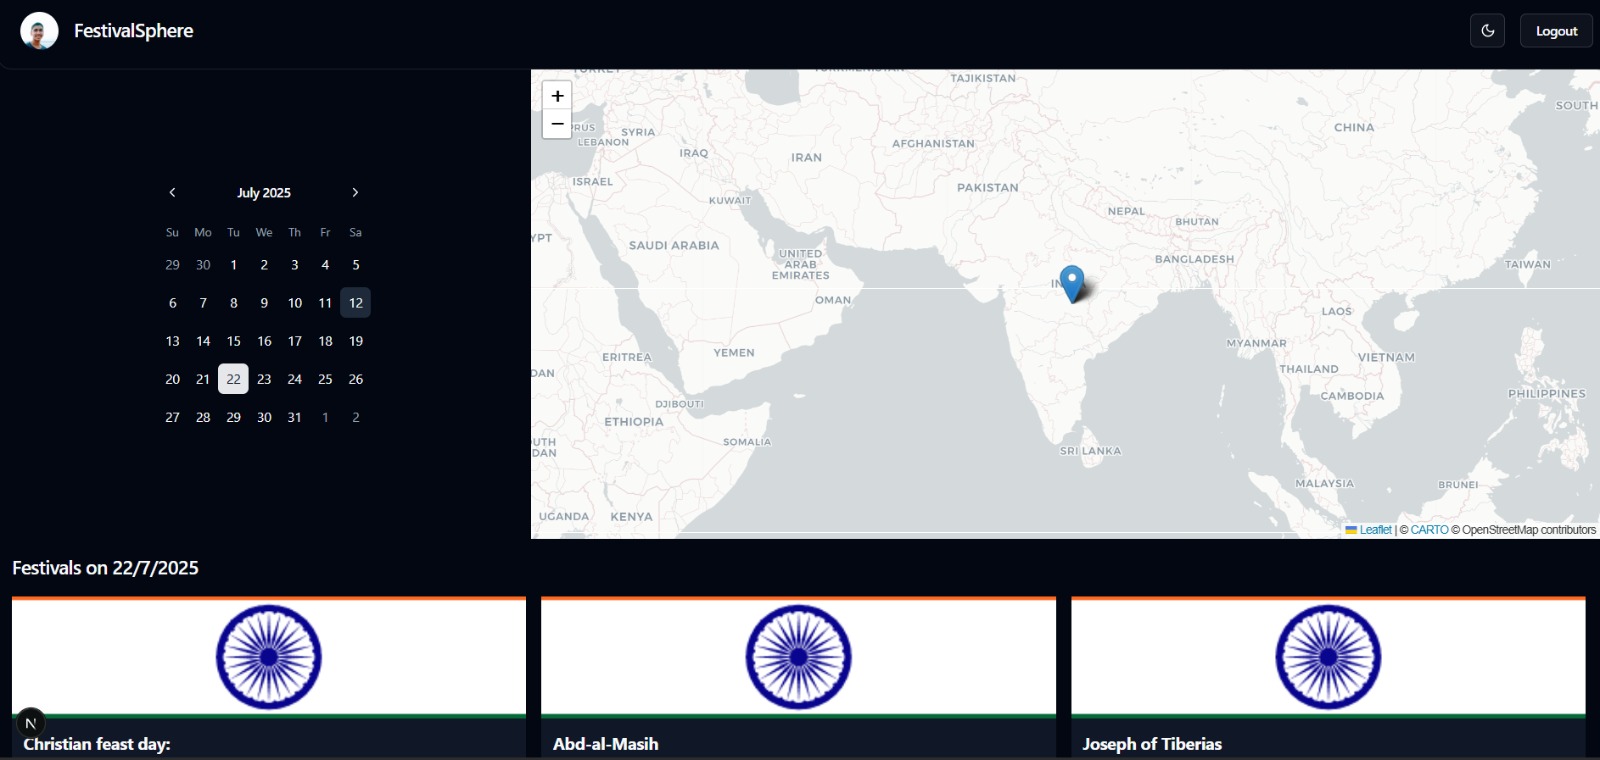 FestivalSphere
Logout
July 2025
Su Mo Tu We Th Fr Sa
29 30 1 2 3 4 5
6 7 8 9 10 11 12
13 14 15 16 17 18 19
20 21 22 23 24 25 26
27 28 29 30 31 1 2
+
−
TAJIKISTAN
SOUTH
SYRIA
LEBANON
CHINA
AFGHANISTAN
IRAQ
IRAN
ISRAEL
PAKISTAN
KUWAIT
NEPAL
BHUTAN
SAUDI ARABIA
UNITED
ARAB
EMIRATES
BANGLADESH
TAIWAN
OMAN
LAOS
MYANMAR
YEMEN
ERITREA
VIETNAM
THAILAND
DAN
CAMBODIA
PHILIPPINES
DJIBOUTI
ETHIOPIA
SOMALIA
UTH
DAN
SRI LANKA
MALAYSIA
BRUNEI
UGANDA
KENYA
Leaflet | © CARTO © OpenStreetMap contributors
Festivals on 22/7/2025
N
Christian feast day:
Abd-al-Masih
Joseph of Tiberias